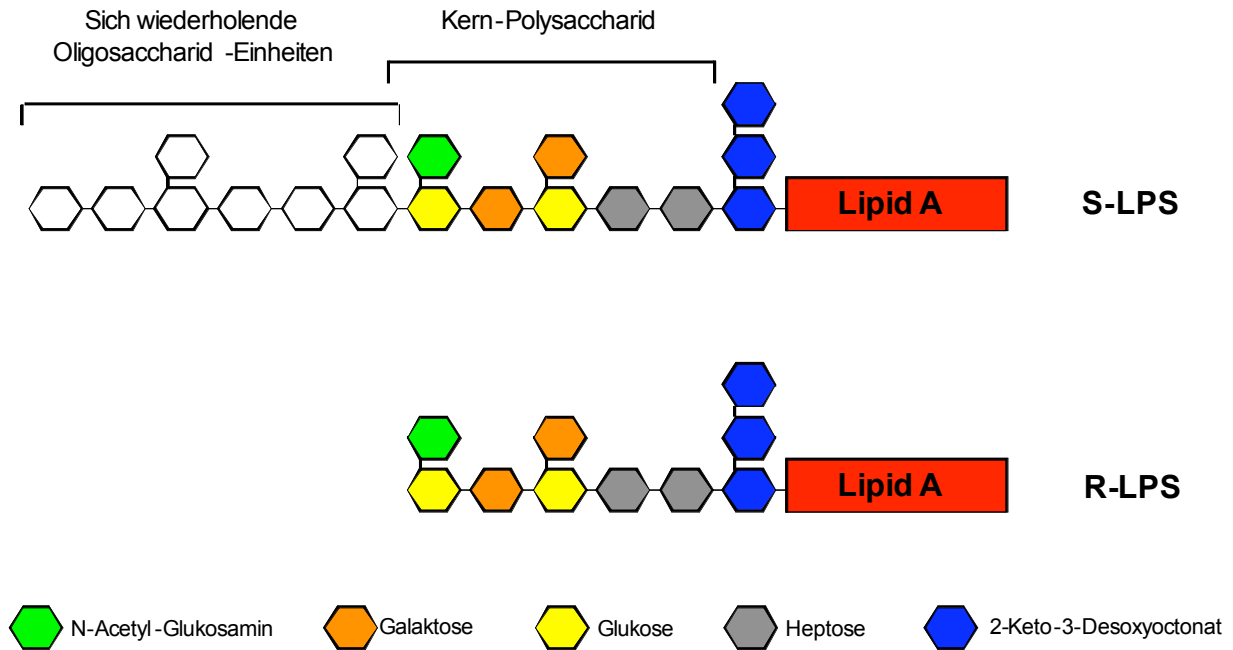 Sich wiederholende
Oligosaccharid -Einheiten
Kern-Polysaccharid
Lipid A
S-LPS
Lipid A
R-LPS
N-Acetyl-Glukosamin
Galaktose
Glukose
Heptose
2-Keto-3-Desoxyoctonat